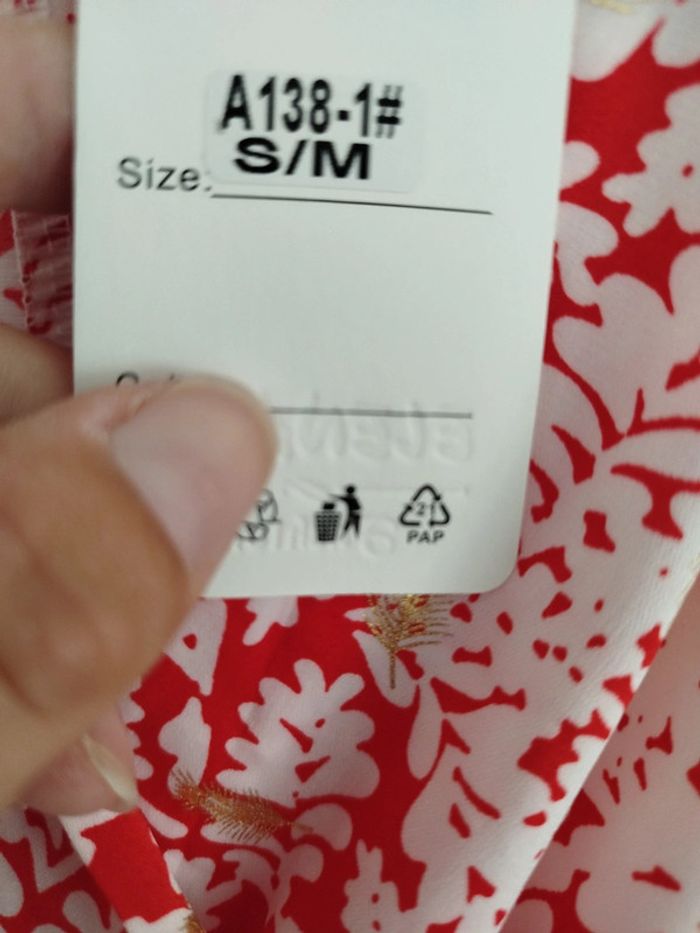 A138-1#
S/M
Size:
21
PAP